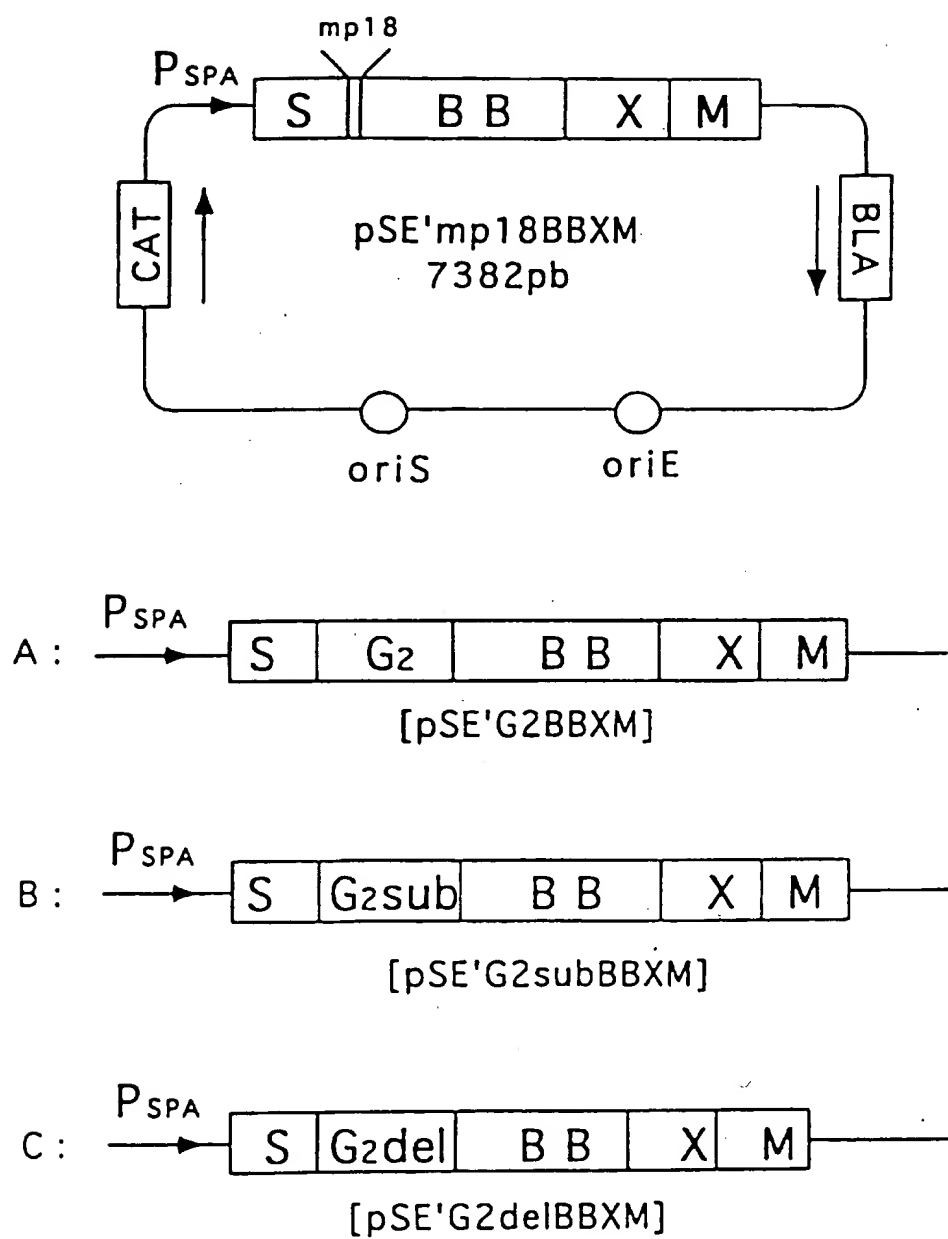 mp18
PSPA
S BB X M
CAT
BLA
pSE'mp18BBXM
7382pb
oriS
oriE
A : PSPA S G2 B B X M
[pSE'G2BBXM]
B : PSPA S G2sub B B X M
[pSE'G2subBBXM]
C : PSPA S G2del B B X M
[pSE'G2delBBXM]